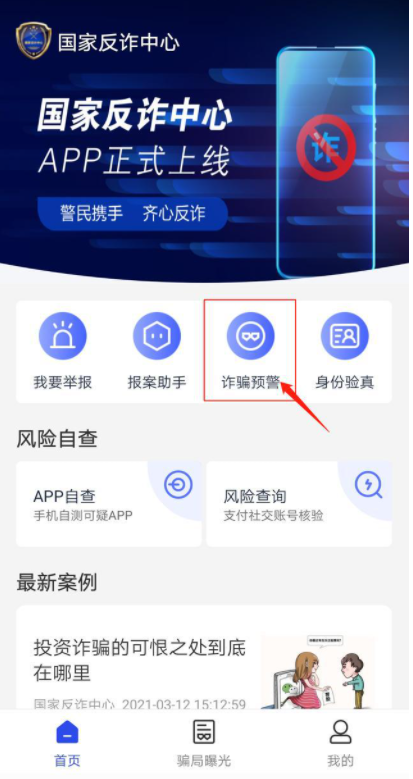 国家反诈中心
国家反诈中心
APP正式上线
诈
警民携手 齐心反诈
我要举报 报案助手 诈骗预警 身份验真
风险自查
APP自查 风险查询
手机自测可疑APP 支付社交账号核验
最新案例
投资诈骗的可恨之处到底
在哪里
国家反诈中心 2021-03-12 15:12:59
首页 骗局曝光 我的